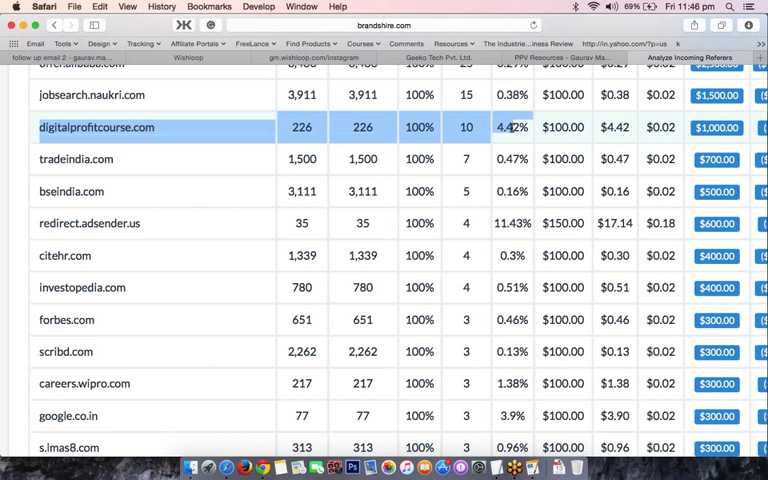 Safari File Edit View History Bookmarks Develop Window Help 69% Fri 11:46 pm
brandshire.com
Email Tools Design Tracking Affiliate Portals FreeLance Find Products Courses Comments Resources The Industrie...iness Review http://in.yahoo.com/?p=us k
follow up email 2 - gaurav.ma... Wishloop gm.wishloop.com/instagram Geeko Tech Pvt. Ltd. PPV Resources – Gaurav Ma... Analyze Incoming Referers
jobsearch.naukri.com 3,911 3,911 100% 15 0.38% $100.00 $0.38 $0.02 $1,500.00
digitalprofitcourse.com 226 226 100% 10 4.42% $100.00 $4.42 $0.02 $1,000.00
tradeindia.com 1,500 1,500 100% 7 0.47% $100.00 $0.47 $0.02 $700.00
bseindia.com 3,111 3,111 100% 5 0.16% $100.00 $0.16 $0.02 $500.00
redirect.adsender.us 35 35 100% 4 11.43% $150.00 $17.14 $0.18 $600.00
citehr.com 1,339 1,339 100% 4 0.3% $100.00 $0.30 $0.02 $400.00
investopedia.com 780 780 100% 4 0.51% $100.00 $0.51 $0.02 $400.00
forbes.com 651 651 100% 3 0.46% $100.00 $0.46 $0.02 $300.00
scribd.com 2,262 2,262 100% 3 0.13% $100.00 $0.13 $0.02 $300.00
careers.wipro.com 217 217 100% 3 1.38% $100.00 $1.38 $0.02 $300.00
google.co.in 77 77 100% 3 3.9% $100.00 $3.90 $0.02 $300.00
s.lmas8.com 313 313 100% 3 0.96% $100.00 $0.96 $0.02 $300.00